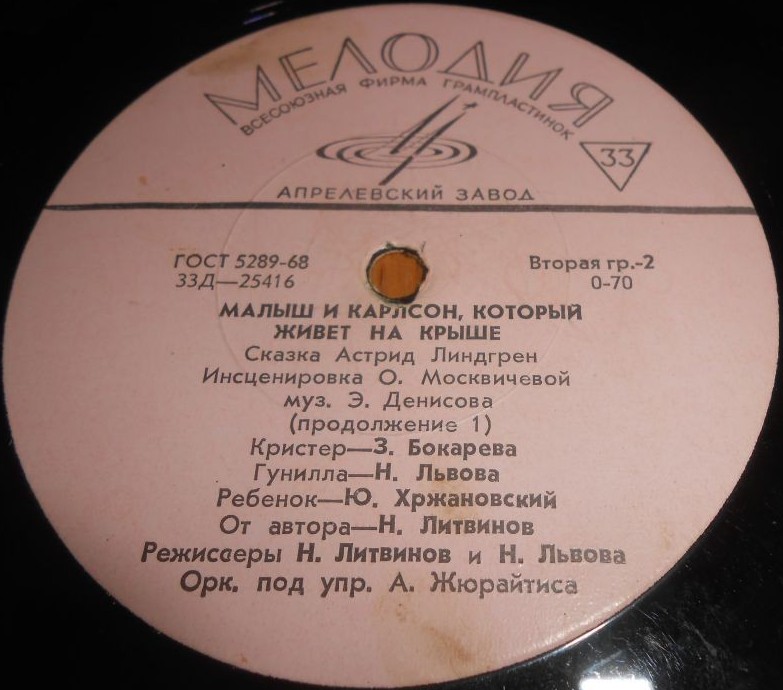 МЕЛОДИЯ
ВСЕСОЮЗНАЯ ФИРМА ГРАМПЛАСТИНОК
33
АПРЕЛЕВСКИЙ ЗАВОД
ГОСТ 5289-68 Вторая гр.-2
33Д—25416 0-70
МАЛЫШ И КАРЛСОН, КОТОРЫЙ
ЖИВЕТ НА КРЫШЕ
Сказка Астрид Линдгрен
Инсценировка О. Москвичевой
муз. Э. Денисова
(продолжение 1)
Кристер—З. Бокарева
Гунилла—Н. Львова
Ребенок—Ю. Хржановский
От автора—Н. Литвинов
Режиссеры Н. Литвинов и Н. Львова
Орк. под упр. А. Жюрайтиса